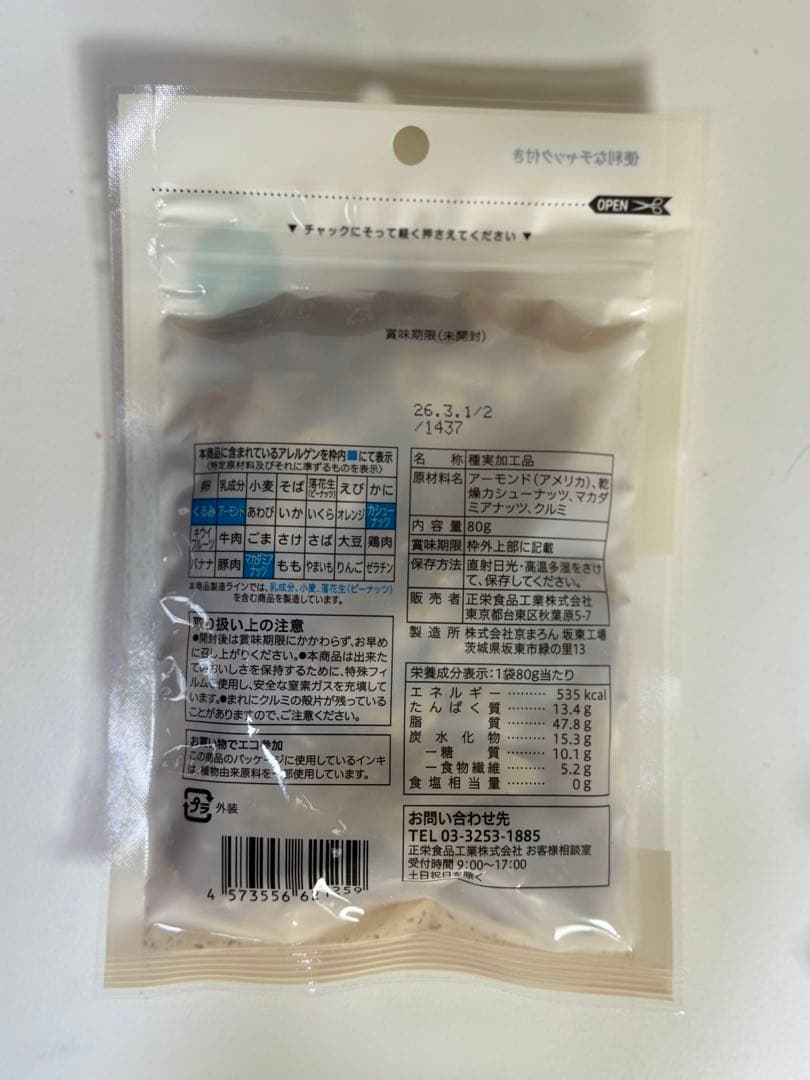 便利なチャック付き
OPEN
▼ チャックにそって軽く押さえてください ▼
賞味期限(未開封)
26.3.1/2
/1437
本商品に含まれているアレルゲンを枠内■にて表示
(特定原材料及びそれに準ずるものを表示)
卵 乳成分 小麦 そば 落花生(ピーナッツ) えび かに
くるみ アーモンド あわび いか いくら オレンジ カシューナッツ
キウイフルーツ 牛肉 ごま さけ さば 大豆 鶏肉
バナナ 豚肉 マカダミアナッツ もも やまいも りんご ゼラチン
本商品製造ラインでは、乳成分、小麦、落花生(ピーナッツ)
を含む商品を製造しています。
取り扱い上の注意
●開封後は賞味期限にかかわらず、お早め
に召し上がりください。●本商品は出来た
てのおいしさを保持するために、特殊フィ
ルムを使用し、安全な窒素ガスを充填して
います。●まれにクルミの殻片が残っている
ことがありますので、ご注意ください。
お買い物でエコ参加
この商品のパッケージに使用しているインキ
は、植物由来原料を一部使用しています。
プラ 外装
4 573556 621259
名 称 種実加工品
原材料名 アーモンド(アメリカ)、乾
燥カシューナッツ、マカダ
ミアナッツ、クルミ
内容量 80g
賞味期限 枠外上部に記載
保存方法 直射日光・高温多湿をさけ
て、保存してください。
販売者 正栄食品工業株式会社
東京都台東区秋葉原5-7
製造所 株式会社京まろん 坂東工場
茨城県坂東市緑の里13
栄養成分表示:1袋80g当たり
エネルギー ……… 535 kcal
たんぱく質 ……… 13.4 g
脂質 ……… 47.8 g
炭水化物 ……… 15.3 g
－糖質 ……… 10.1 g
－食物繊維 ……… 5.2 g
食塩相当量 ……… 0 g
お問い合わせ先
TEL 03-3253-1885
正栄食品工業株式会社 お客様相談室
受付時間 9:00〜17:00
土日祝日を除く